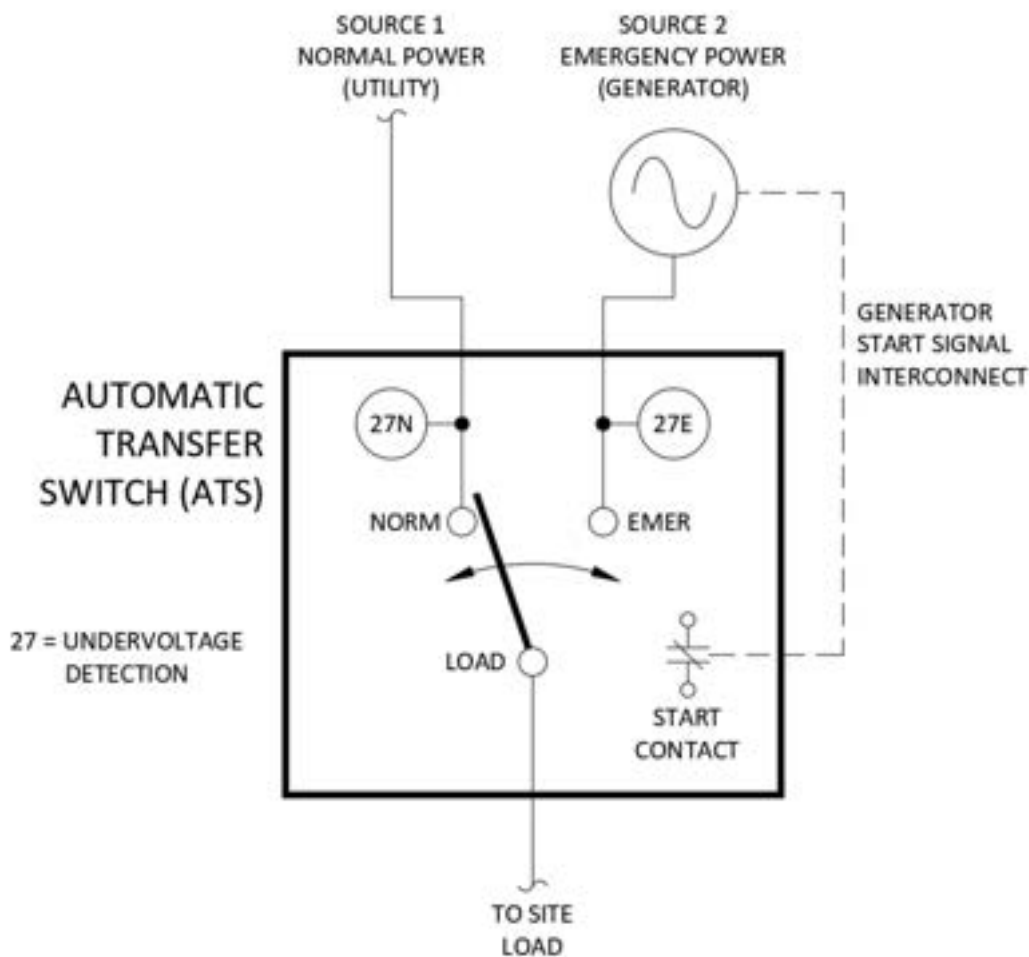 SOURCE 1
NORMAL POWER
(UTILITY)
SOURCE 2
EMERGENCY POWER
(GENERATOR)
GENERATOR
START SIGNAL
INTERCONNECT
AUTOMATIC
TRANSFER
SWITCH (ATS)
27N
27E
NORM
EMER
27 = UNDERVOLTAGE
DETECTION
LOAD
START
CONTACT
TO SITE
LOAD